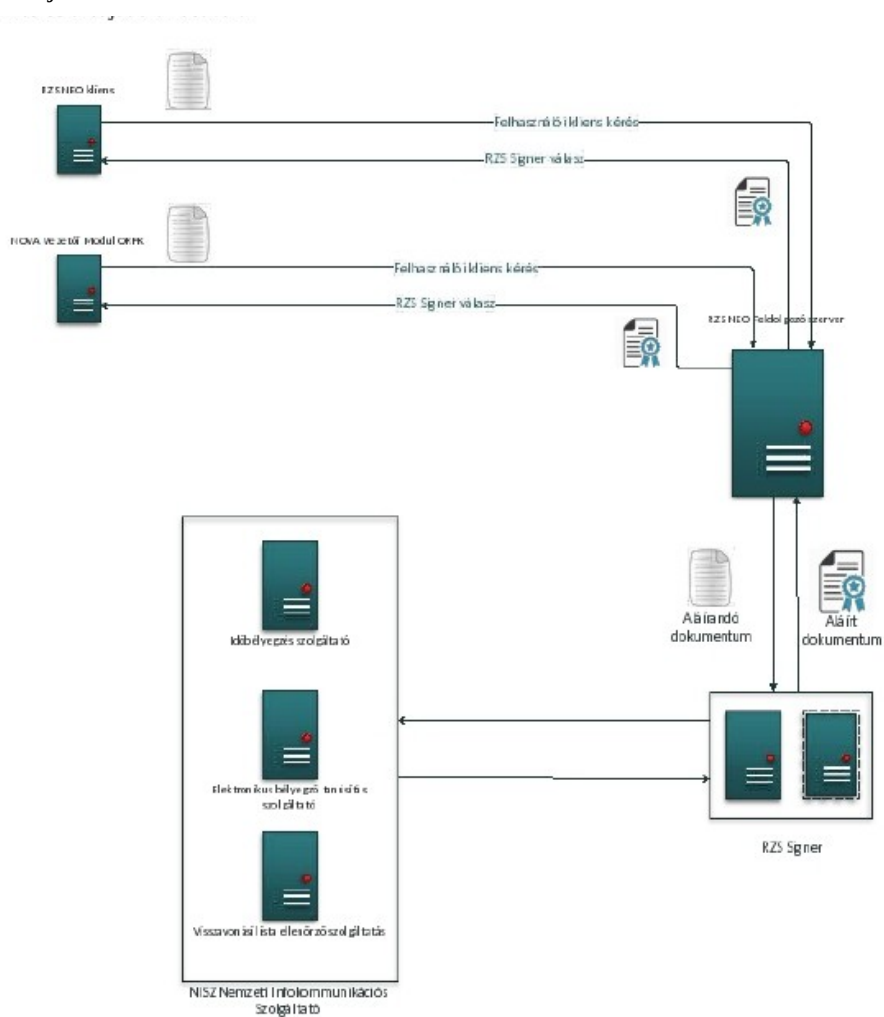 RZS NEO kliens
Felhasználói kliens kérés
RZS Signer válasz
NOVA Vezetői Modul ORFK
Felhasználói kliens kérés
RZS Signer válasz
RZS NEO Feldolgozó szerver
Aláírandó
dokumentum
Aláírt
dokumentum
Időbélyegzés szolgáltató
Elektronikus bélyegző tanúsítás
szolgáltató
RZS Signer
Visszavonási lista ellenőrző szolgáltatás
NISZ Nemzeti Infokommunikációs
Szolgáltató